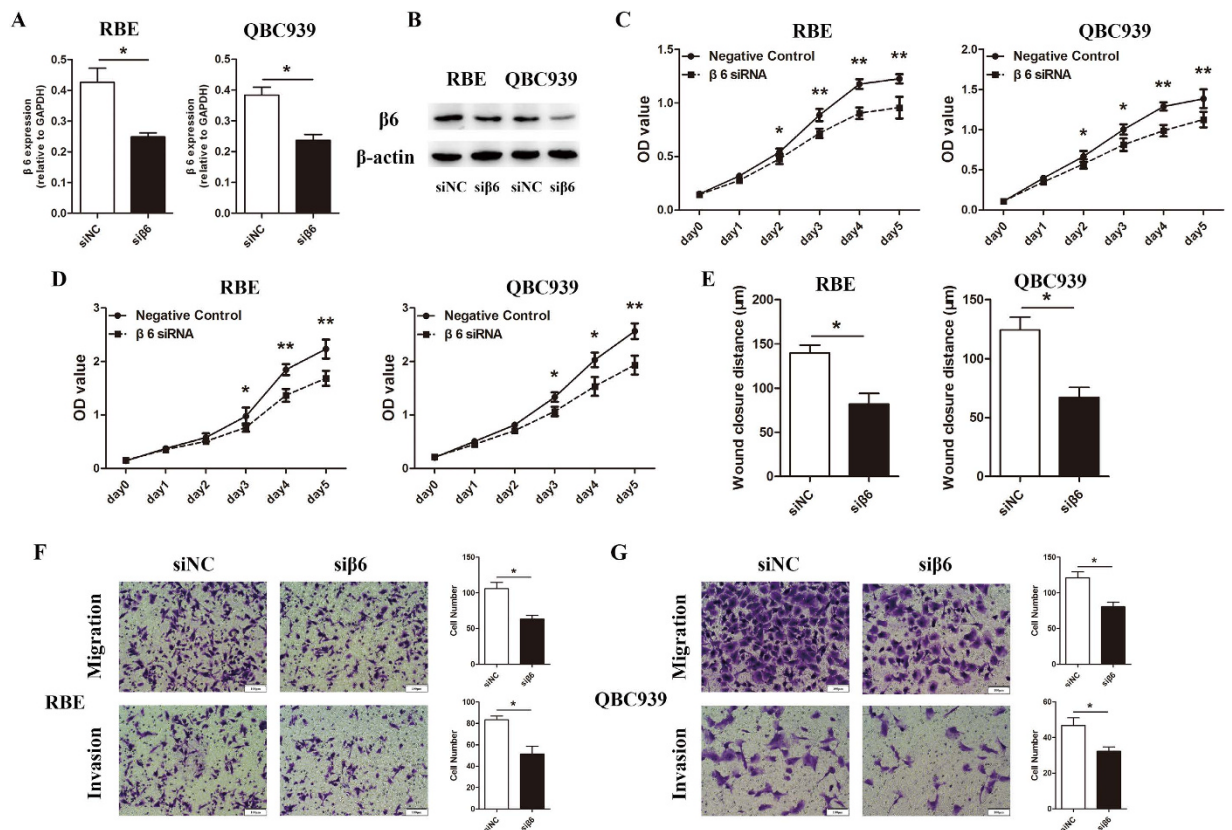 A
RBE
QBC939
*
*
β 6 expression
(relative to GAPDH)
0.5
0.4
0.3
0.2
0.1
0.0
siNC
siβ6
β 6 expression
(relative to GAPDH)
0.5
0.4
0.3
0.2
0.1
0.0
siNC
siβ6
B
RBE QBC939
β6
β-actin
siNC siβ6 siNC siβ6
C
RBE
Negative Control
β 6 siRNA
OD value
1.5
1.0
0.5
0.0
* ** ** **
day0 day1 day2 day3 day4 day5
QBC939
Negative Control
β 6 siRNA
OD value
2.0
1.5
1.0
0.5
0.0
* * ** **
day0 day1 day2 day3 day4 day5
D
RBE
Negative Control
β 6 siRNA
OD value
3
2
1
0
* ** **
day0 day1 day2 day3 day4 day5
QBC939
Negative Control
β 6 siRNA
OD value
3
2
1
0
* * **
day0 day1 day2 day3 day4 day5
E
RBE
Wound closure distance (μm)
200
150
100
50
0
*
siNC
siβ6
QBC939
Wound closure distance (μm)
150
100
50
0
*
siNC
siβ6
F
siNC siβ6
Migration
RBE
Invasion
Cell Number
150
100
50
0
*
siNC
siβ6
Cell Number
100
80
60
40
20
0
*
siNC
siβ6
G
siNC siβ6
Migration
QBC939
Invasion
Cell Number
150
100
50
0
*
siNC
siβ6
Cell Number
60
40
20
0
*
siNC
siβ6